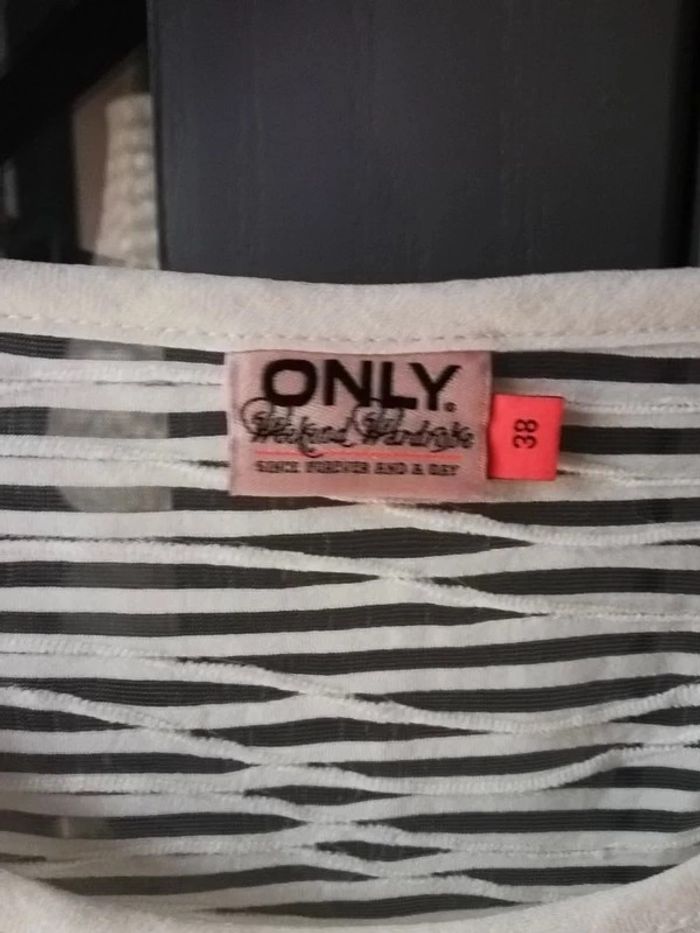 ONLY.
Weekend Wardrobe
SINCE FOREVER AND A DAY
38